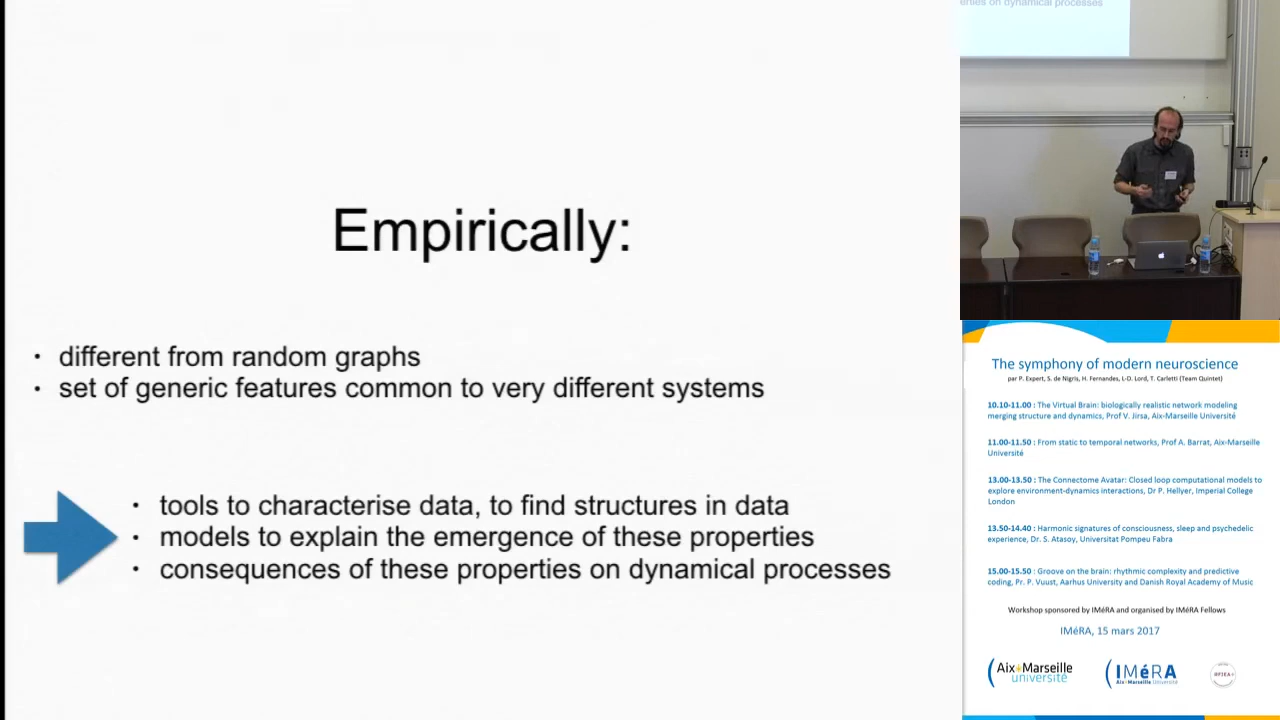 Empirically:
• different from random graphs
• set of generic features common to very different systems
• tools to characterise data, to find structures in data
• models to explain the emergence of these properties
• consequences of these properties on dynamical processes
on dynamical processes
The symphony of modern neuroscience
par P. Expert, S. de Nigris, H. Fernandes, L-D. Lord, T. Carletti (Team Quintet)
10.10-11.00 : The Virtual Brain: biologically realistic network modeling
merging structure and dynamics, Prof V. Jirsa, Aix-Marseille Université
11.00-11.50 : From static to temporal networks, Prof A. Barrat, Aix-Marseille
Université
13.00-13.50 : The Connectome Avatar: Closed loop computational models to
explore environment-dynamics interactions, Dr P. Hellyer, Imperial College
London
13.50-14.40 : Harmonic signatures of consciousness, sleep and psychedelic
experience, Dr. S. Atasoy, Universitat Pompeu Fabra
15.00-15.50 : Groove on the brain: rhythmic complexity and predictive
coding, Pr. P. Vuust, Aarhus University and Danish Royal Academy of Music
Workshop sponsored by IMéRA and organised by IMéRA Fellows
IMéRA, 15 mars 2017
Aix*Marseille
université
IMéRA
Aix·Marseille Université